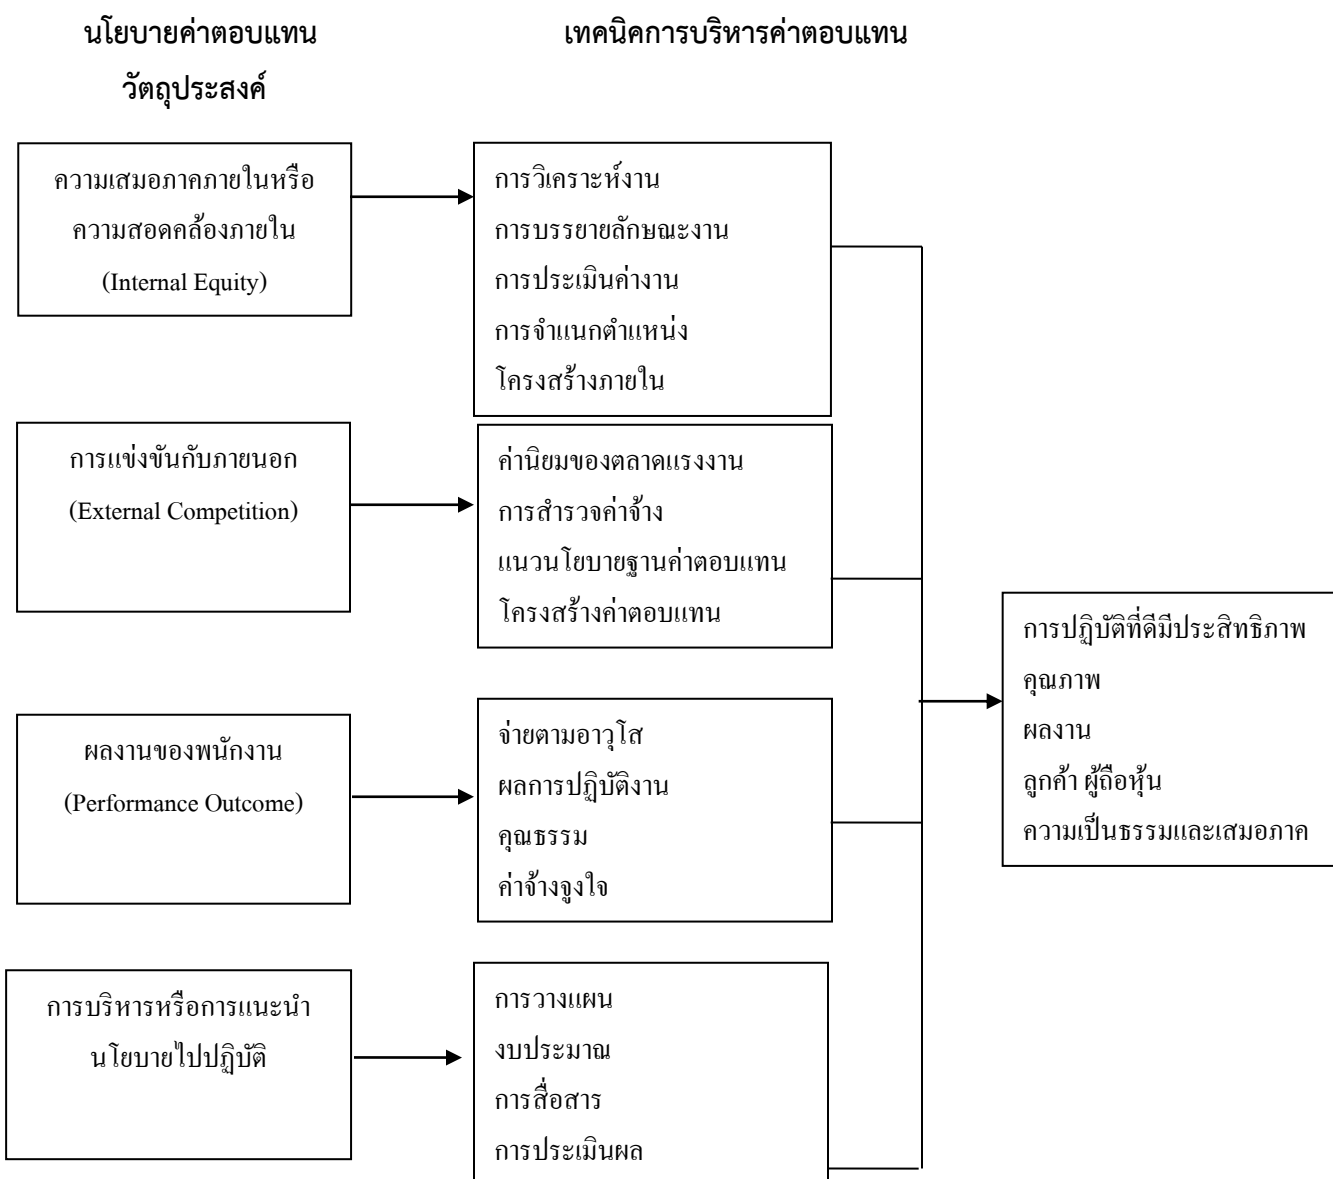 นโยบายค่าตอบแทน
วัตถุประสงค์
เทคนิคการบริหารค่าตอบแทน
ความเสมอภาคภายในหรือ
ความสอดคล้องภายใน
(Internal Equity)
การวิเคราะห์งาน
การบรรยายลักษณะงาน
การประเมินค่างาน
การจำแนกตำแหน่ง
โครงสร้างภายใน
การแข่งขันกับภายนอก
(External Competition)
ค่านิยมของตลาดแรงงาน
การสำรวจค่าจ้าง
แนวนโยบายฐานค่าตอบแทน
โครงสร้างค่าตอบแทน
ผลงานของพนักงาน
(Performance Outcome)
จ่ายตามอาวุโส
ผลการปฏิบัติงาน
คุณธรรม
ค่าจ้างจูงใจ
การบริหารหรือการแนะนำ
นโยบายไปปฏิบัติ
การวางแผน
งบประมาณ
การสื่อสาร
การประเมินผล
การปฏิบัติที่ดีมีประสิทธิภาพ
คุณภาพ
ผลงาน
ลูกค้า ผู้ถือหุ้น
ความเป็นธรรมและเสมอภาค